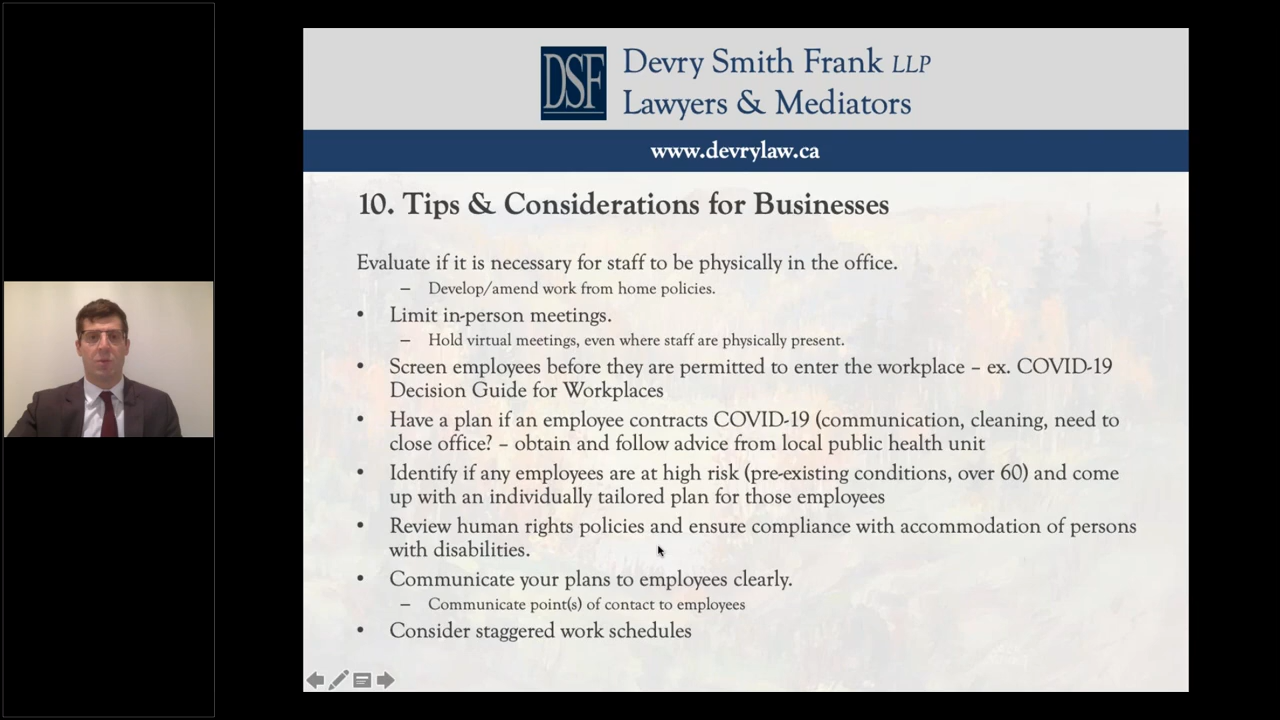 DSF
Devry Smith Frank LLP
Lawyers & Mediators
www.devrylaw.ca
10. Tips & Considerations for Businesses
Evaluate if it is necessary for staff to be physically in the office.
– Develop/amend work from home policies.
• Limit in-person meetings.
– Hold virtual meetings, even where staff are physically present.
• Screen employees before they are permitted to enter the workplace – ex. COVID-19
Decision Guide for Workplaces
• Have a plan if an employee contracts COVID-19 (communication, cleaning, need to
close office? – obtain and follow advice from local public health unit
• Identify if any employees are at high risk (pre-existing conditions, over 60) and come
up with an individually tailored plan for those employees
• Review human rights policies and ensure compliance with accommodation of persons
with disabilities.
• Communicate your plans to employees clearly.
– Communicate point(s) of contact to employees
• Consider staggered work schedules